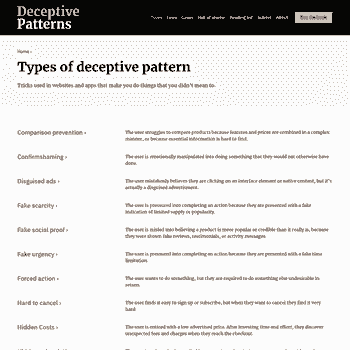 Deceptive
Patterns
Types Laws Cases Hall of shame Reading list About
Home ›
Types of deceptive pattern
Tricks used in websites and apps that make you do things that you didn't mean to.
Comparison prevention ›
The user struggles to compare products because features and prices are combined in a complex
manner, or because essential information is hard to find.
Confirmshaming ›
The user is emotionally manipulated into doing something that they would not otherwise have
done.
Disguised ads ›
The user mistakenly believes they are clicking on an interface element or native content, but it's
actually a disguised advertisement.
Fake scarcity ›
The user is pressured into completing an action because they are presented with a fake
indication of limited supply or popularity.
Fake social proof ›
The user is misled into believing a product is more popular or credible than it really is, because
they were shown fake reviews, testimonials, or activity messages.
Fake urgency ›
The user is pressured into completing an action because they are presented with a fake time
limitation.
Forced action ›
The user wants to do something, but they are required to do something else undesirable in
return.
Hard to cancel ›
The user finds it easy to sign up or subscribe, but when they want to cancel they find it very
hard.
Hidden Costs ›
The user is enticed with a low advertised price. After investing time and effort, they discover
unexpected fees and charges when they reach the checkout.